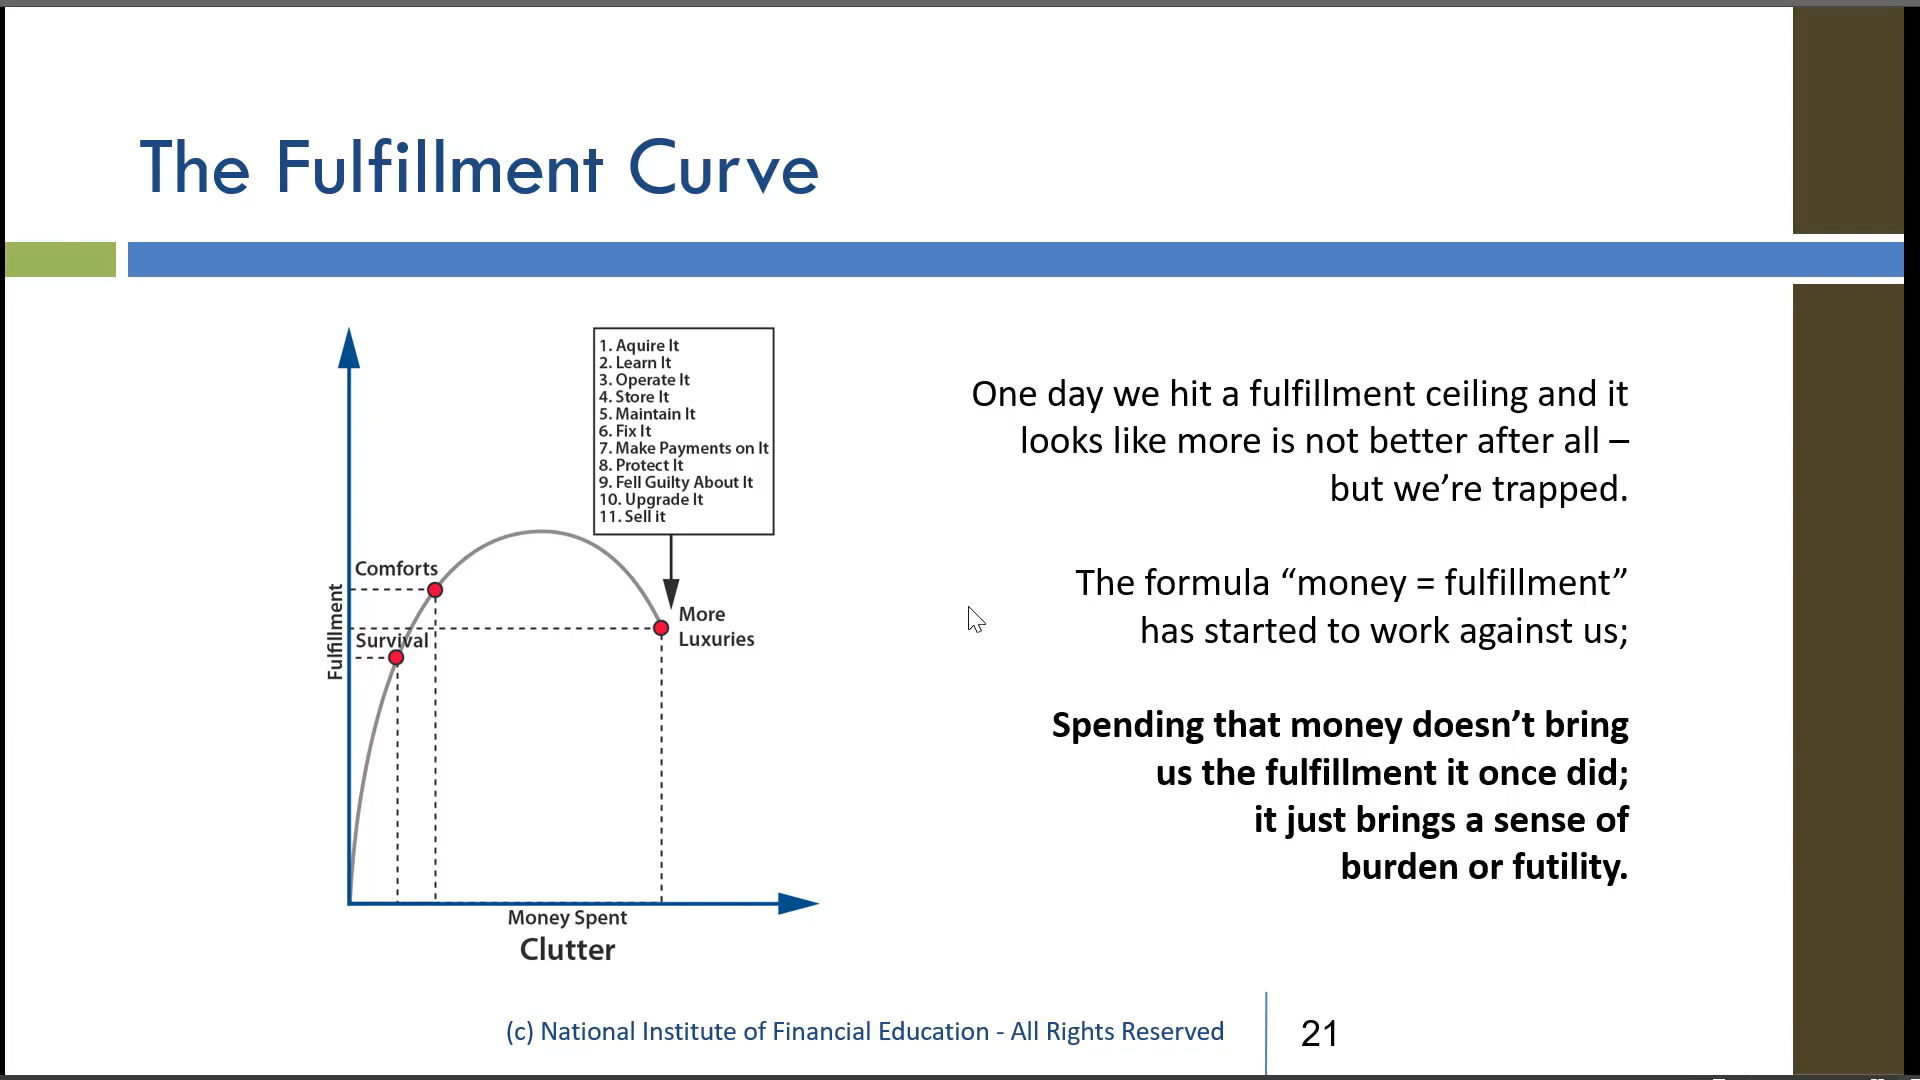 The Fulfillment Curve
1. Aquire It
2. Learn It
3. Operate It
4. Store It
5. Maintain It
6. Fix It
7. Make Payments on It
8. Protect It
9. Fell Guilty About It
10. Upgrade It
11. Sell it
Comforts
Survival
Fulfillment
More
Luxuries
Money Spent
Clutter
One day we hit a fulfillment ceiling and it
looks like more is not better after all –
but we’re trapped.
The formula “money = fulfillment”
has started to work against us;
Spending that money doesn’t bring
us the fulfillment it once did;
it just brings a sense of
burden or futility.
(c) National Institute of Financial Education - All Rights Reserved
21